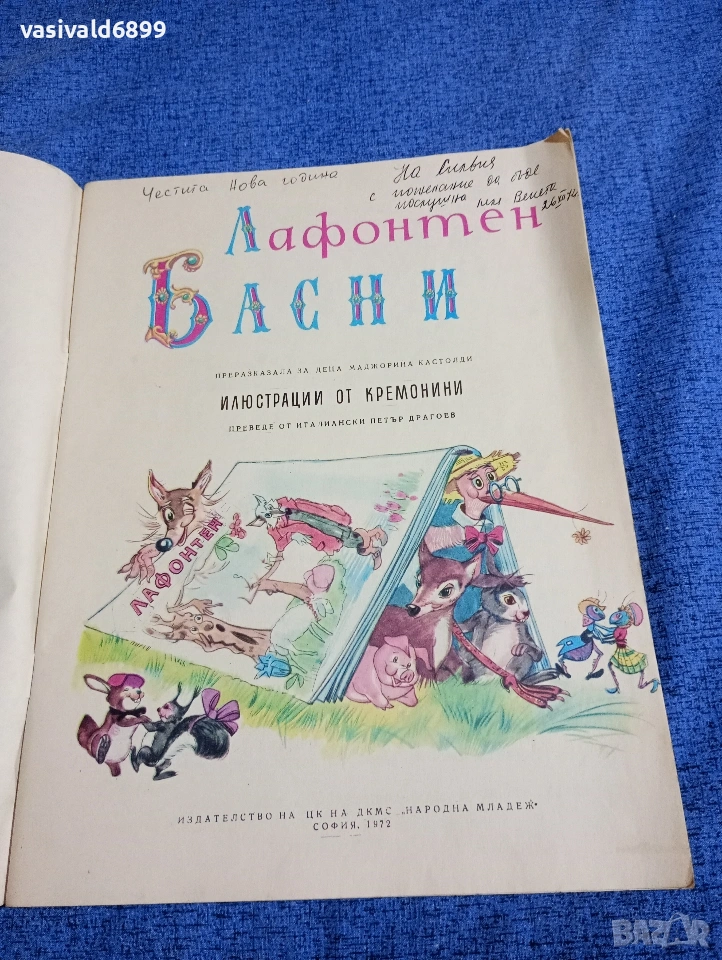 vasivald6899
Честита Нова година
На Силвия
с пожелание да бъде
послушна
Лафонтен
Басни
ПРЕРАЗКАЗАЛА ЗА ДЕЦА МАДЖОРИНА КАСТОЛДИ
ИЛЮСТРАЦИИ ОТ КРЕМОНИНИ
ПРЕВЕДЕ ОТ ИТАЛИАНСКИ ПЕТЪР ДРАГОЕВ
ЛАФОНТЕН
ИЗДАТЕЛСТВО НА ЦК НА ДКМС „НАРОДНА МЛАДЕЖ“
СОФИЯ, 1972
BAZAR